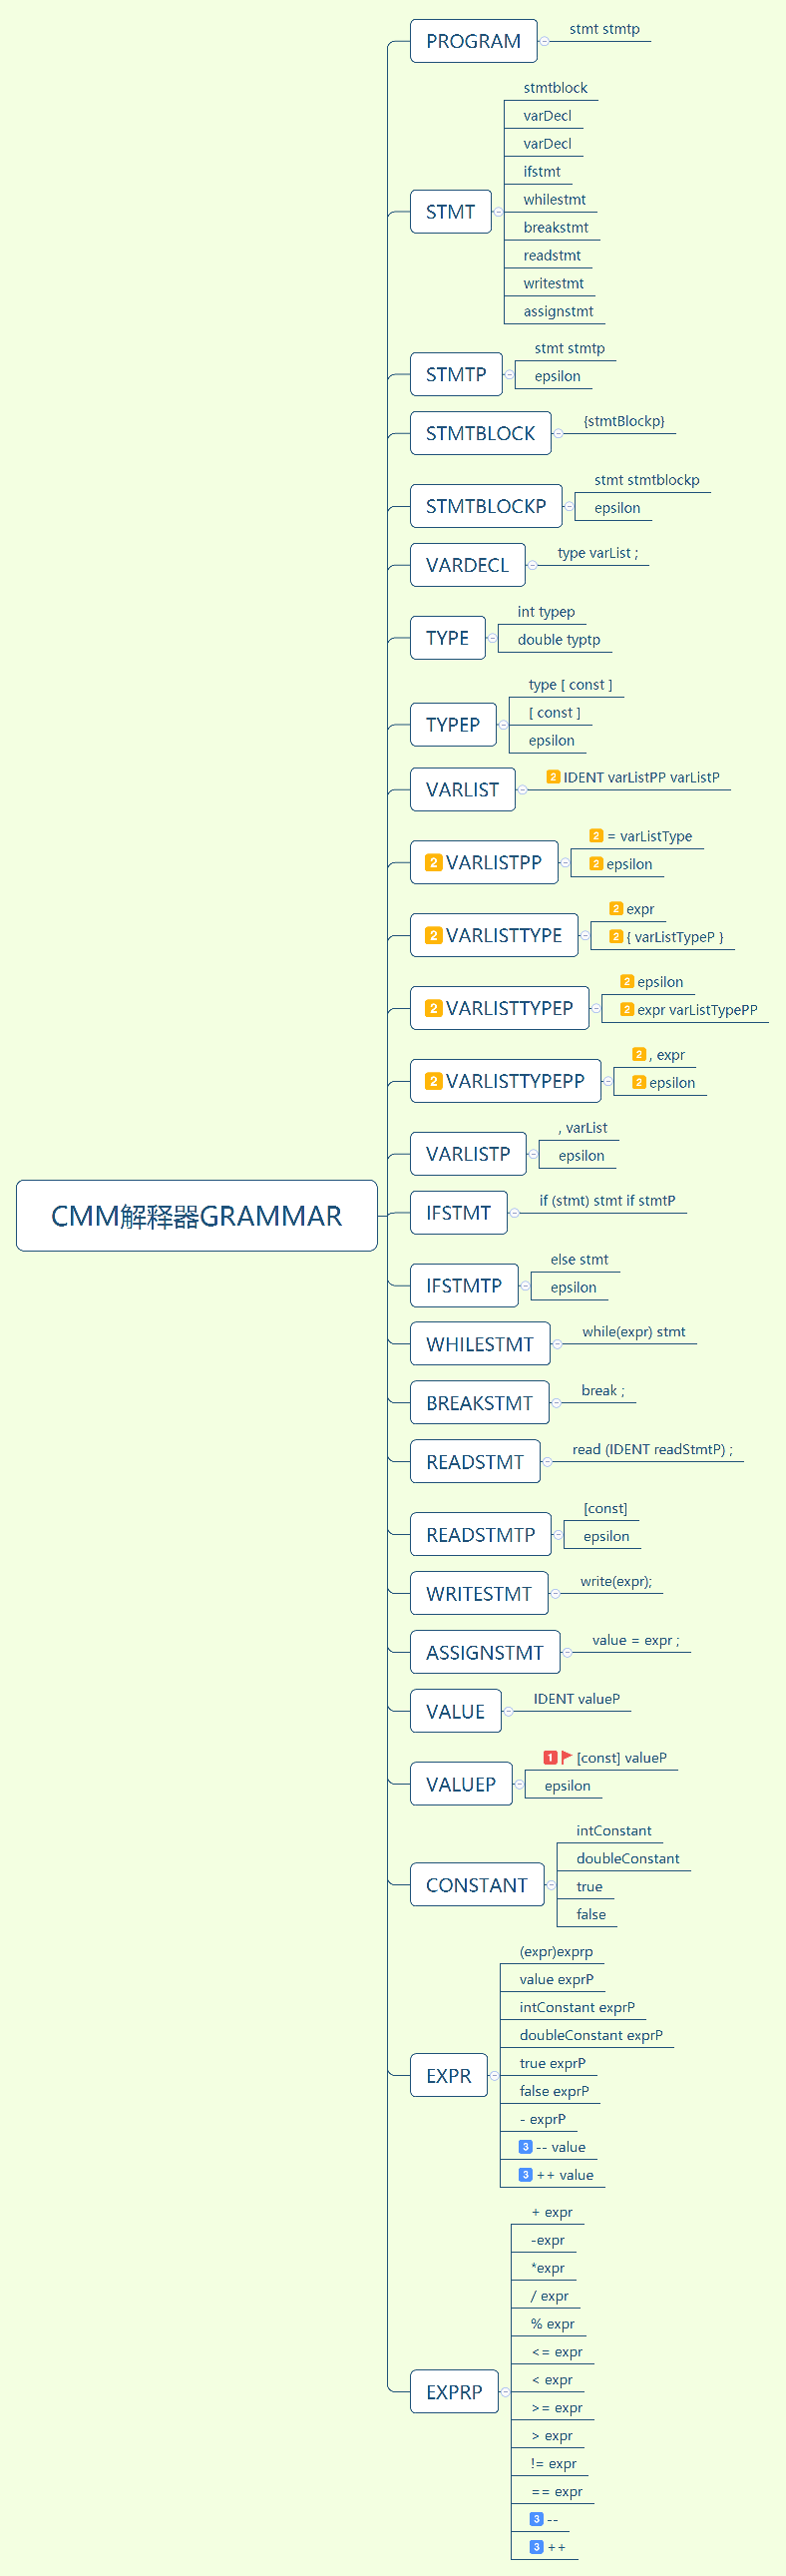 PROGRAM
stmt stmtp
STMT
stmtblock
varDecl
varDecl
ifstmt
whilestmt
breakstmt
readstmt
writestmt
assignstmt
STMTP
stmt stmtp
epsilon
STMTBLOCK
{stmtBlockp}
STMTBLOCKP
stmt stmtblockp
epsilon
VARDECL
type varList ;
TYPE
int typep
double typtp
TYPEP
type [ const ]
[ const ]
epsilon
VARLIST
2 IDENT varListPP varListP
2 VARLISTPP
2 = varListType
2 epsilon
2 VARLISTTYPE
2 expr
2 { varListTypeP }
2 VARLISTTYPEP
2 epsilon
2 expr varListTypePP
2 VARLISTTYPEPP
2 , expr
2 epsilon
VARLISTP
, varList
epsilon
CMM解释器GRAMMAR
IFSTMT
if (stmt) stmt if stmtP
IFSTMTP
else stmt
epsilon
WHILESTMT
while(expr) stmt
BREAKSTMT
break ;
READSTMT
read (IDENT readStmtP) ;
READSTMTP
[const]
epsilon
WRITESTMT
write(expr);
ASSIGNSTMT
value = expr ;
VALUE
IDENT valueP
VALUEP
1 [const] valueP
epsilon
CONSTANT
intConstant
doubleConstant
true
false
EXPR
(expr)exprp
value exprP
intConstant exprP
doubleConstant exprP
true exprP
false exprP
- exprP
3 -- value
3 ++ value
EXPRP
+ expr
-expr
*expr
/ expr
% expr
<= expr
< expr
>= expr
> expr
!= expr
== expr
3 --
3 ++